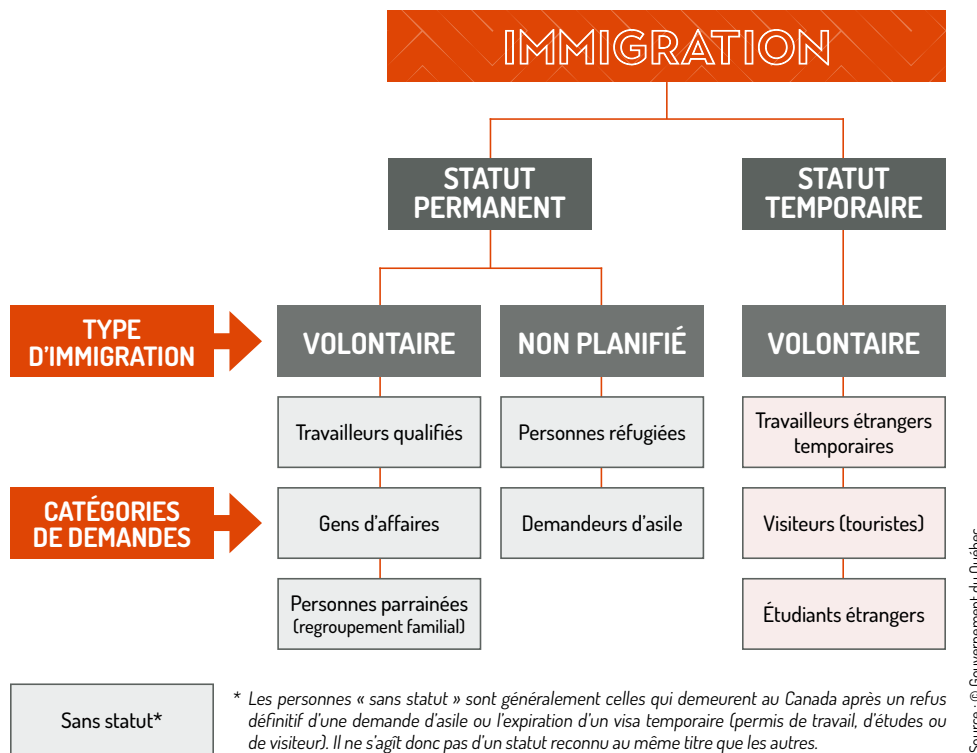 IMMIGRATION
STATUT
PERMANENT
STATUT
TEMPORAIRE
TYPE
D'IMMIGRATION
VOLONTAIRE
NON PLANIFIÉ
VOLONTAIRE
Travailleurs qualifiés
Personnes réfugiées
Travailleurs étrangers
temporaires
CATÉGORIES
DE DEMANDES
Gens d'affaires
Demandeurs d'asile
Visiteurs (touristes)
Personnes parrainées
(regroupement familial)
Étudiants étrangers
Sans statut*
* Les personnes « sans statut » sont généralement celles qui demeurent au Canada après un refus
définitif d'une demande d'asile ou l'expiration d'un visa temporaire (permis de travail, d'études ou
de visiteur). Il ne s'agît donc pas d'un statut reconnu au même titre que les autres.
Source : © Gouvernement du Québec